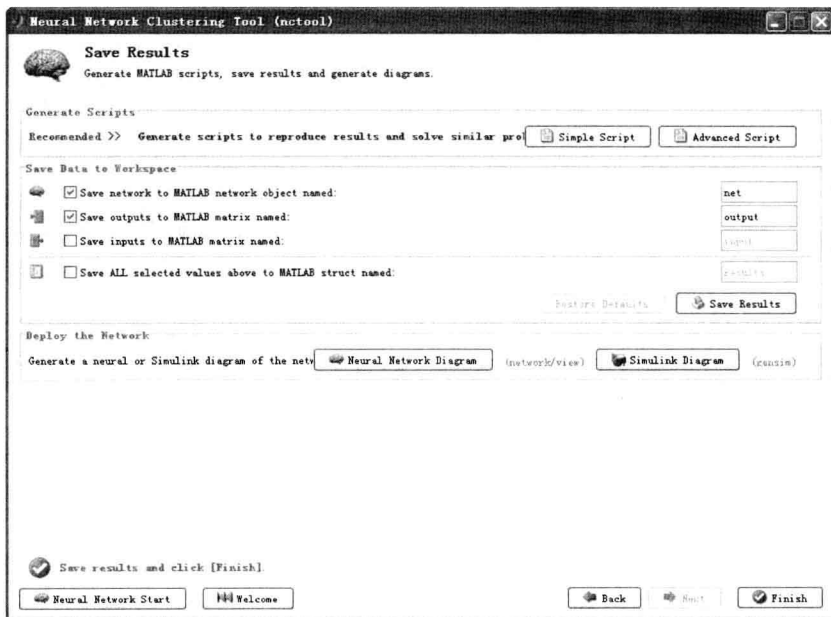 Neural Network Clustering Tool (nctool)
Save Results
Generate MATLAB scripts, save results and generate diagrams.
Generate Scripts
Recommended >> Generate scripts to reproduce results and solve similar pro
Simple Script
Advanced Script
Save Data to Workspace
Save network to MATLAB network object named:
net
Save outputs to MATLAB matrix named:
output
Save inputs to MATLAB matrix named:
input
Save ALL selected values above to MATLAB struct named:
results
Restore Defaults
Save Results
Deploy the Network
Generate a neural or Simulink diagram of the netw
Neural Network Diagram
(network/view)
Simulink Diagram
(gensim)
Save results and click [Finish].
Neural Network Start
Welcome
Back
Next
Finish